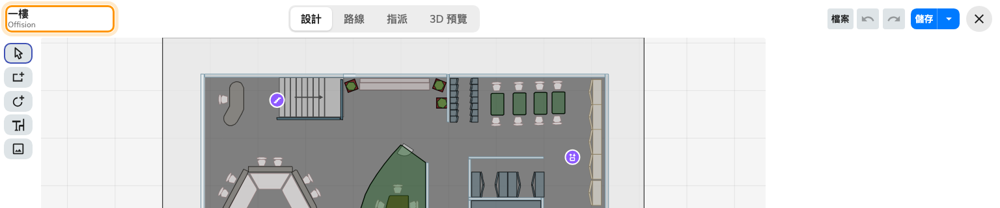 一樓
Offision
設計
路線
指派
3D 預覽
檔案
儲存